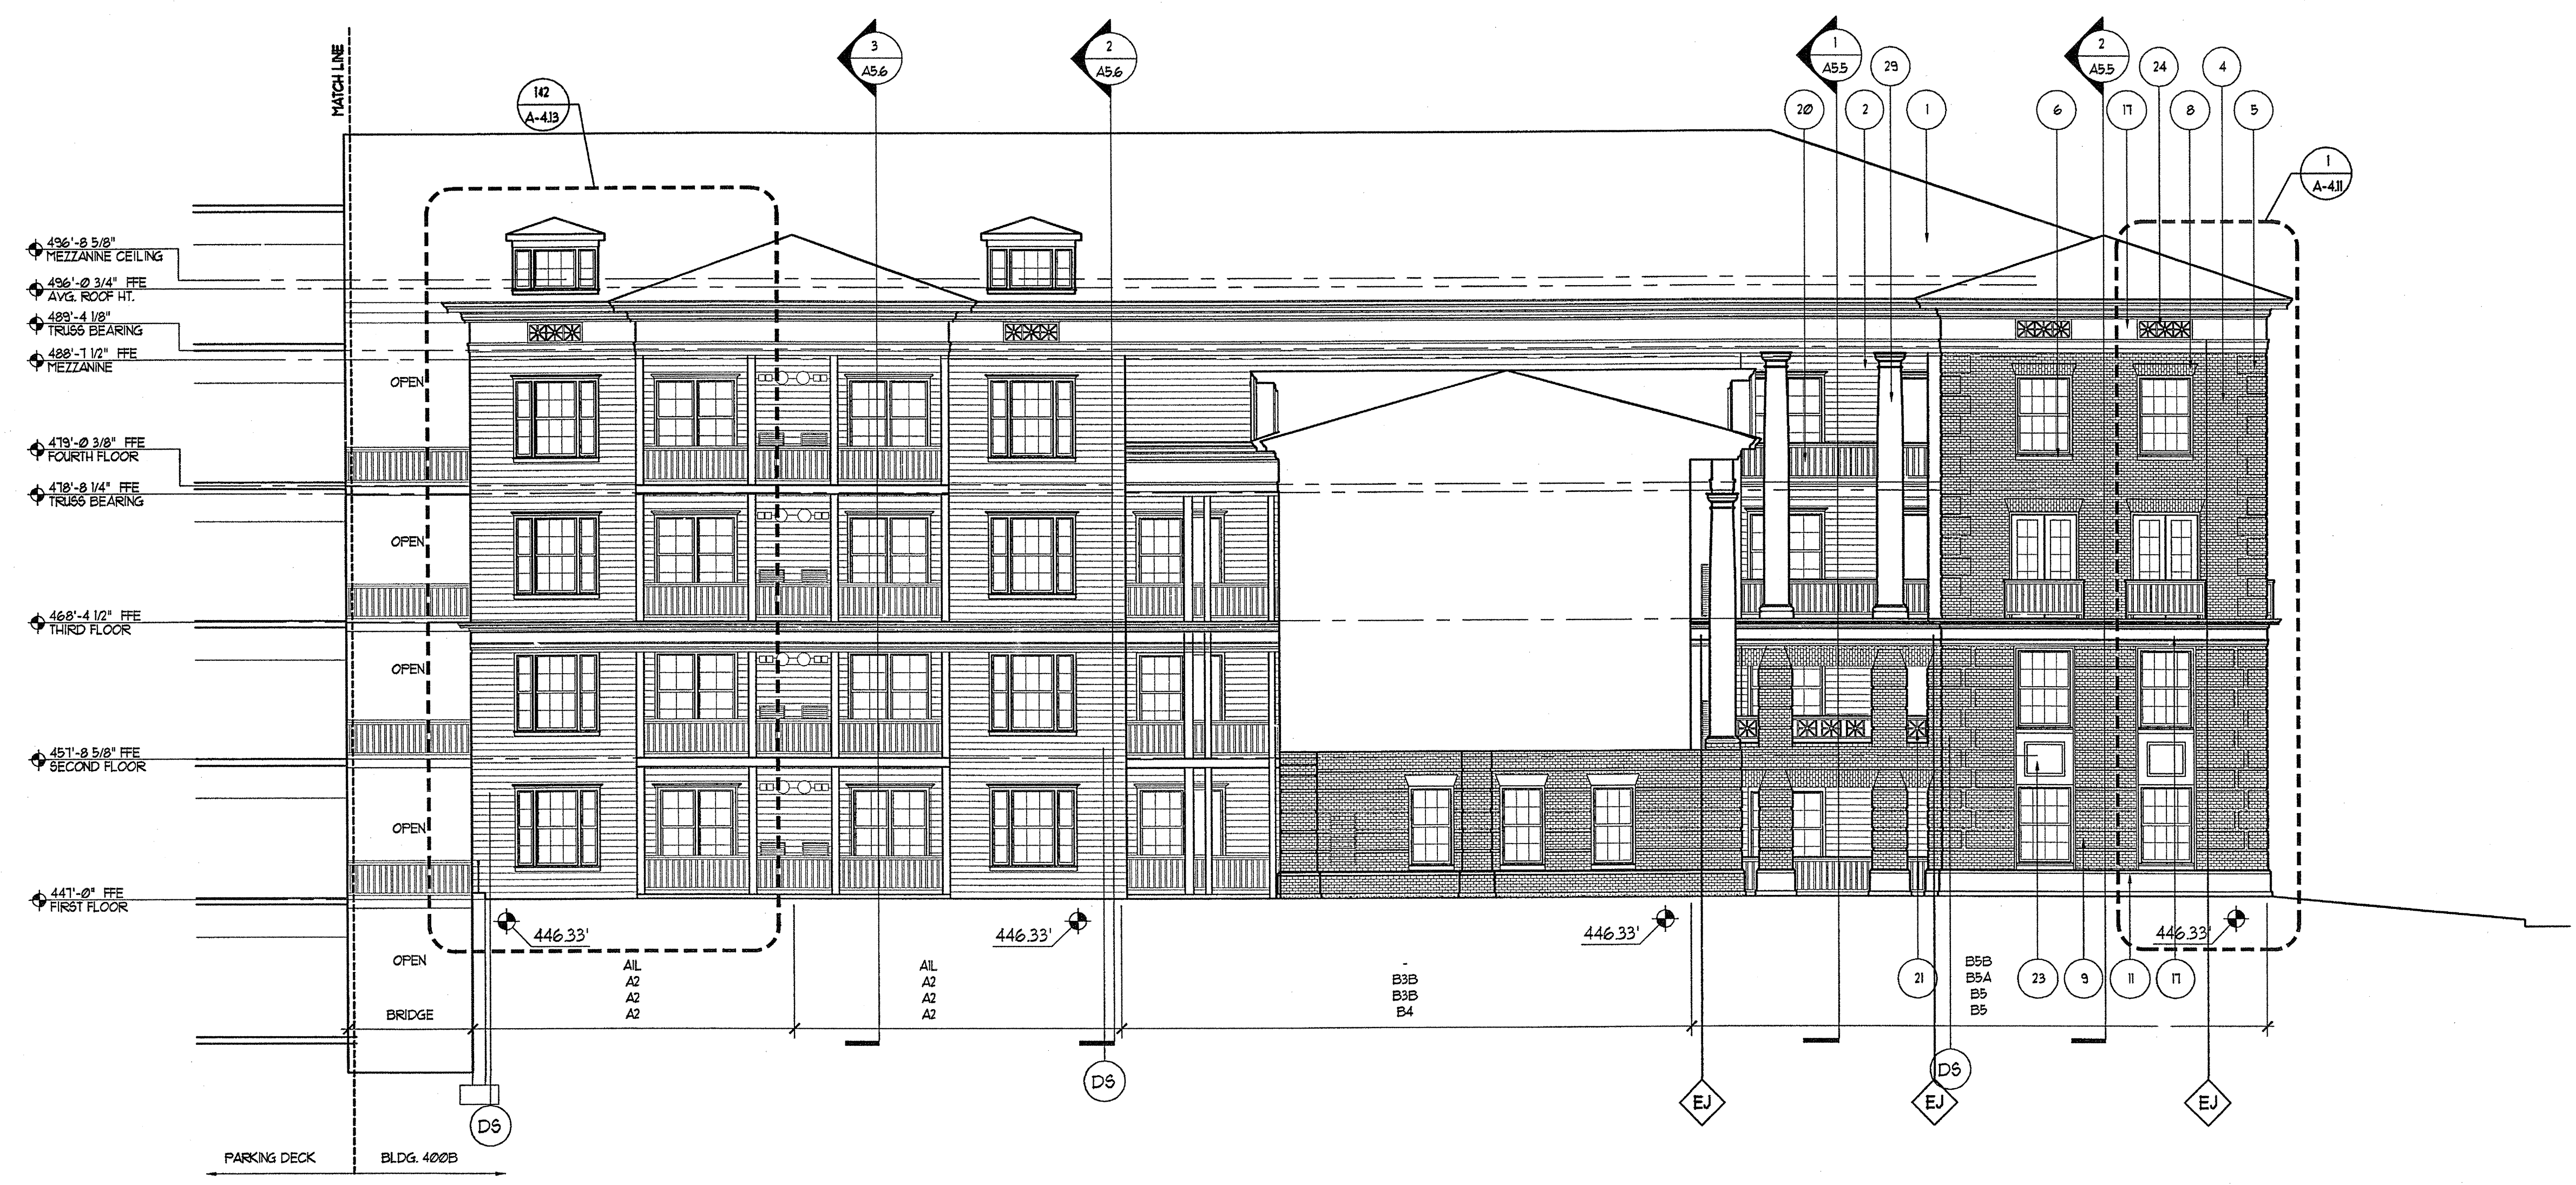 MATCH LINE
3
A5.6
2
A5.6
1
A5.5
29
2
A5.5
24
4
1&2
A-4.13
20
2
1
6
17
8
5
1
A-4.11
496'-8 5/8"
MEZZANINE CEILING
496'-0 3/4" FFE
AVG. ROOF HT.
489'-4 1/8"
TRUSS BEARING
488'-7 1/2" FFE
MEZZANINE
OPEN
479'-0 3/8" FFE
FOURTH FLOOR
478'-8 1/4" FFE
TRUSS BEARING
OPEN
468'-4 1/2" FFE
THIRD FLOOR
OPEN
457'-8 5/8" FFE
SECOND FLOOR
OPEN
447'-0" FFE
FIRST FLOOR
446.33'
446.33'
446.33'
446.33'
OPEN
BRIDGE
A1L
A2
A2
A2
A1L
A2
A2
A2
-
B3B
B3B
B4
B5B
B5A
B5
B5
21
23
9
11
17
DS
DS
DS
EJ
EJ
EJ
PARKING DECK
BLDG. 400B